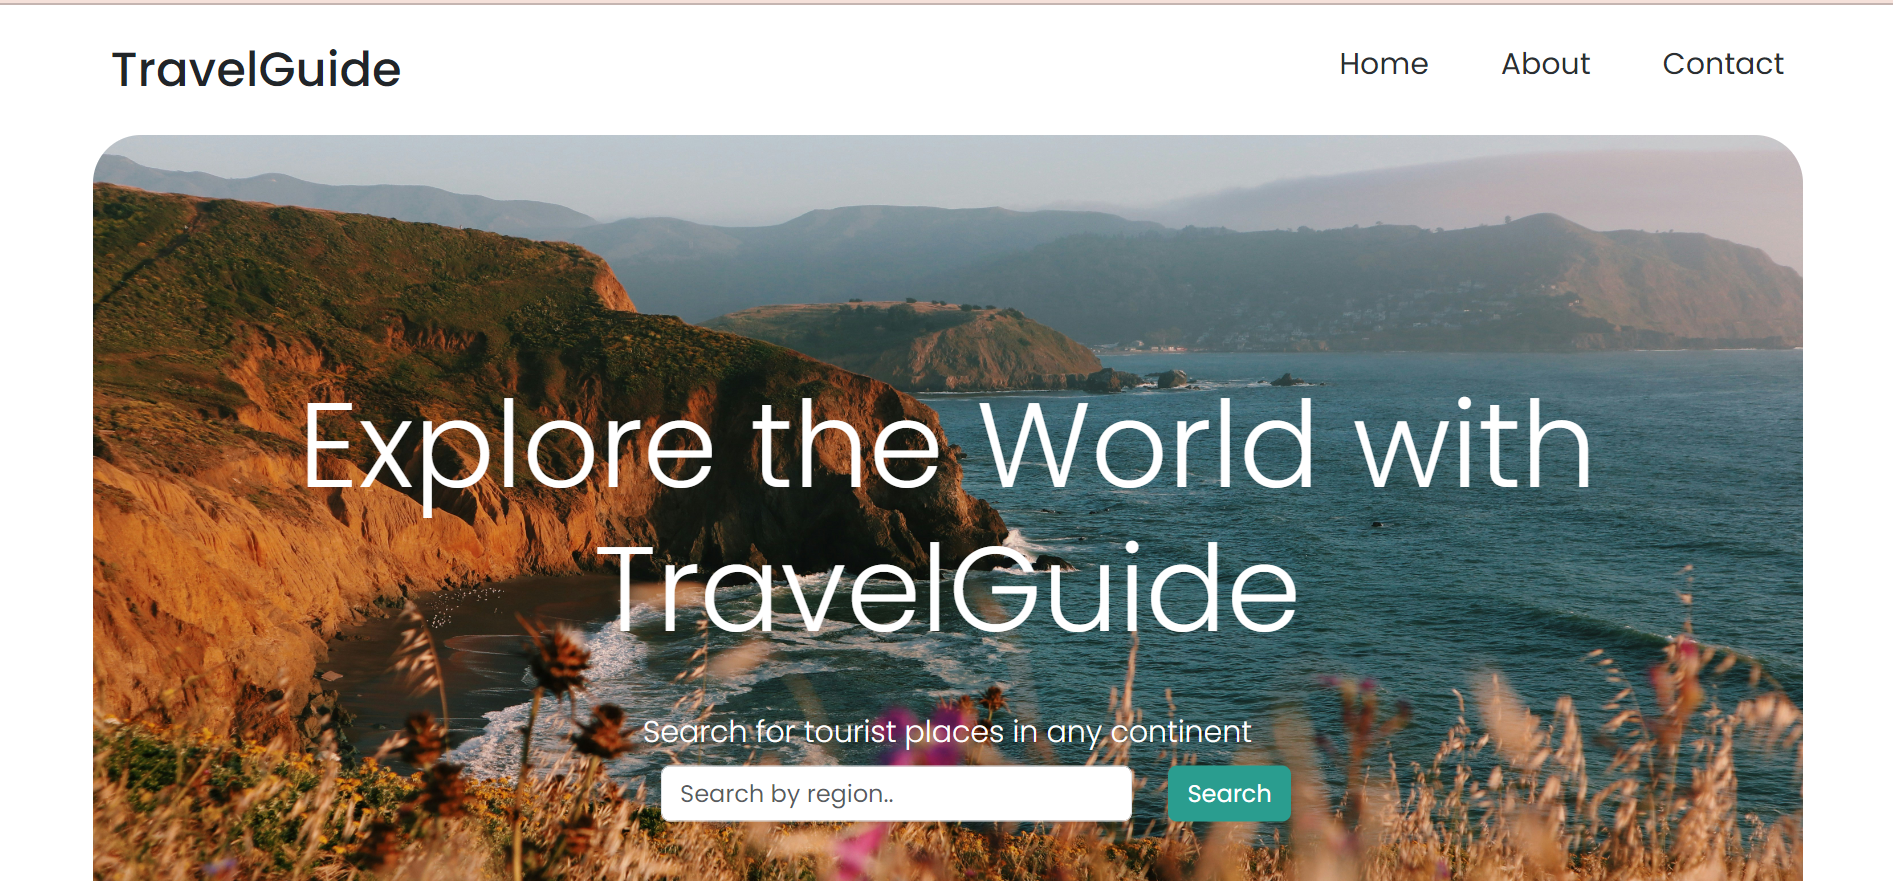 TravelGuide
Home About Contact
Explore the World with
TravelGuide
Search for tourist places in any continent
Search by region..
Search